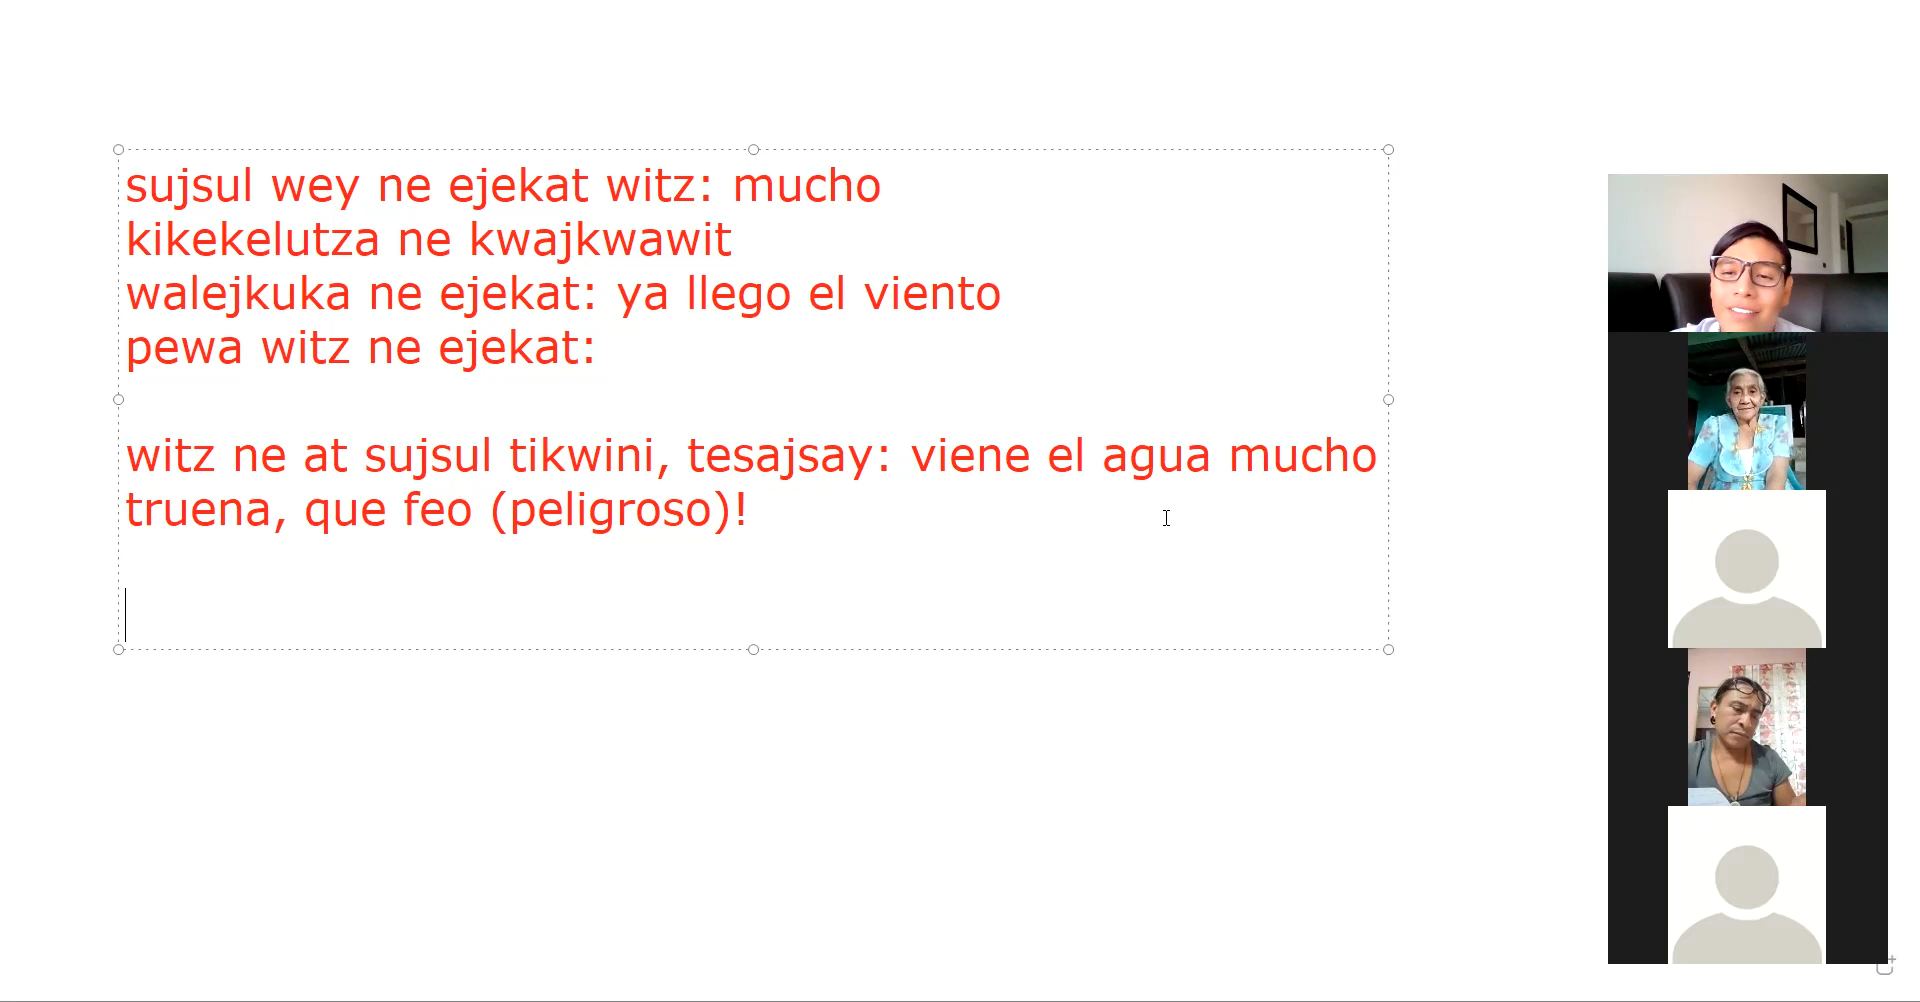 sujsul wey ne ejekat witz: mucho
kikekelutza ne kwajkwawit
walejkuka ne ejekat: ya llego el viento
pewa witz ne ejekat:
witz ne at sujsul tikwini, tesajsay: viene el agua mucho
truena, que feo (peligroso)!